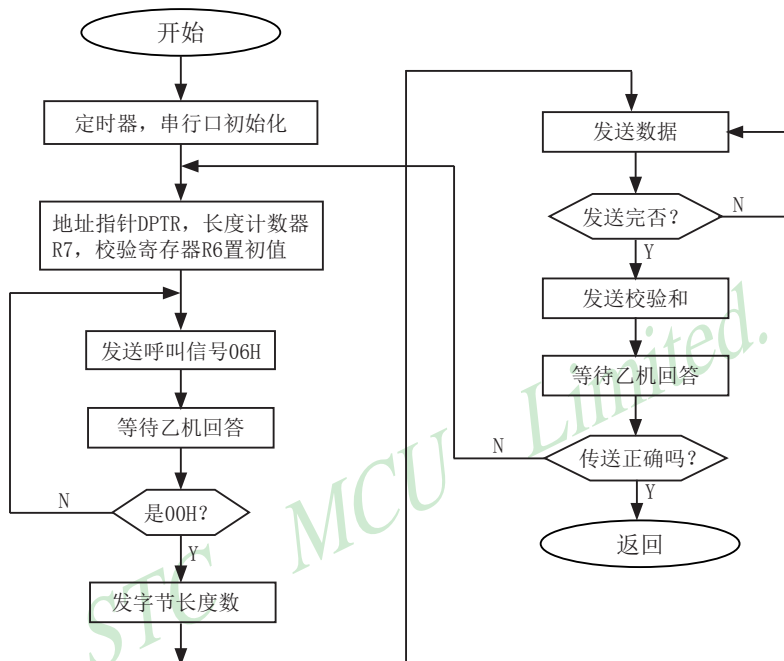 开始
定时器，串行口初始化
地址指针DPTR，长度计数器
R7，校验寄存器R6置初值
发送呼叫信号06H
等待乙机回答
是00H？
N
Y
发字节长度数
发送数据
发送完否？
N
Y
发送校验和
等待乙机回答
传送正确吗？
N
Y
返回
STC MCU Limited.